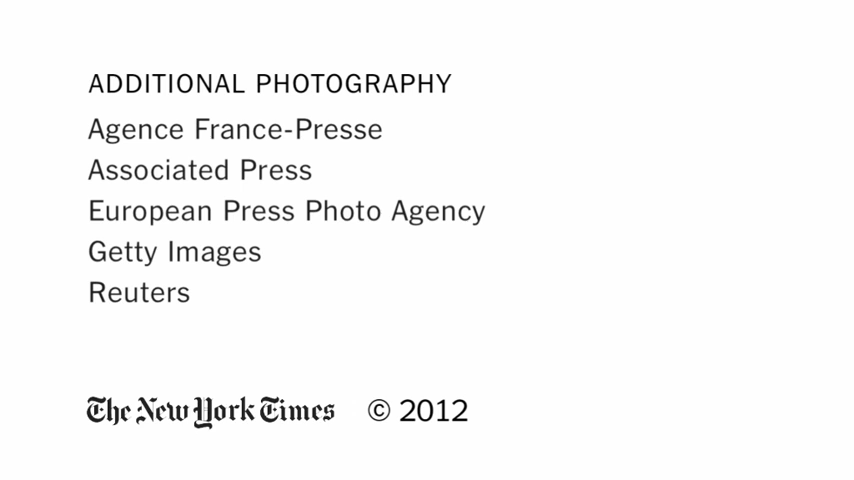 ADDITIONAL PHOTOGRAPHY
Agence France-Presse
Associated Press
European Press Photo Agency
Getty Images
Reuters
The New York Times © 2012